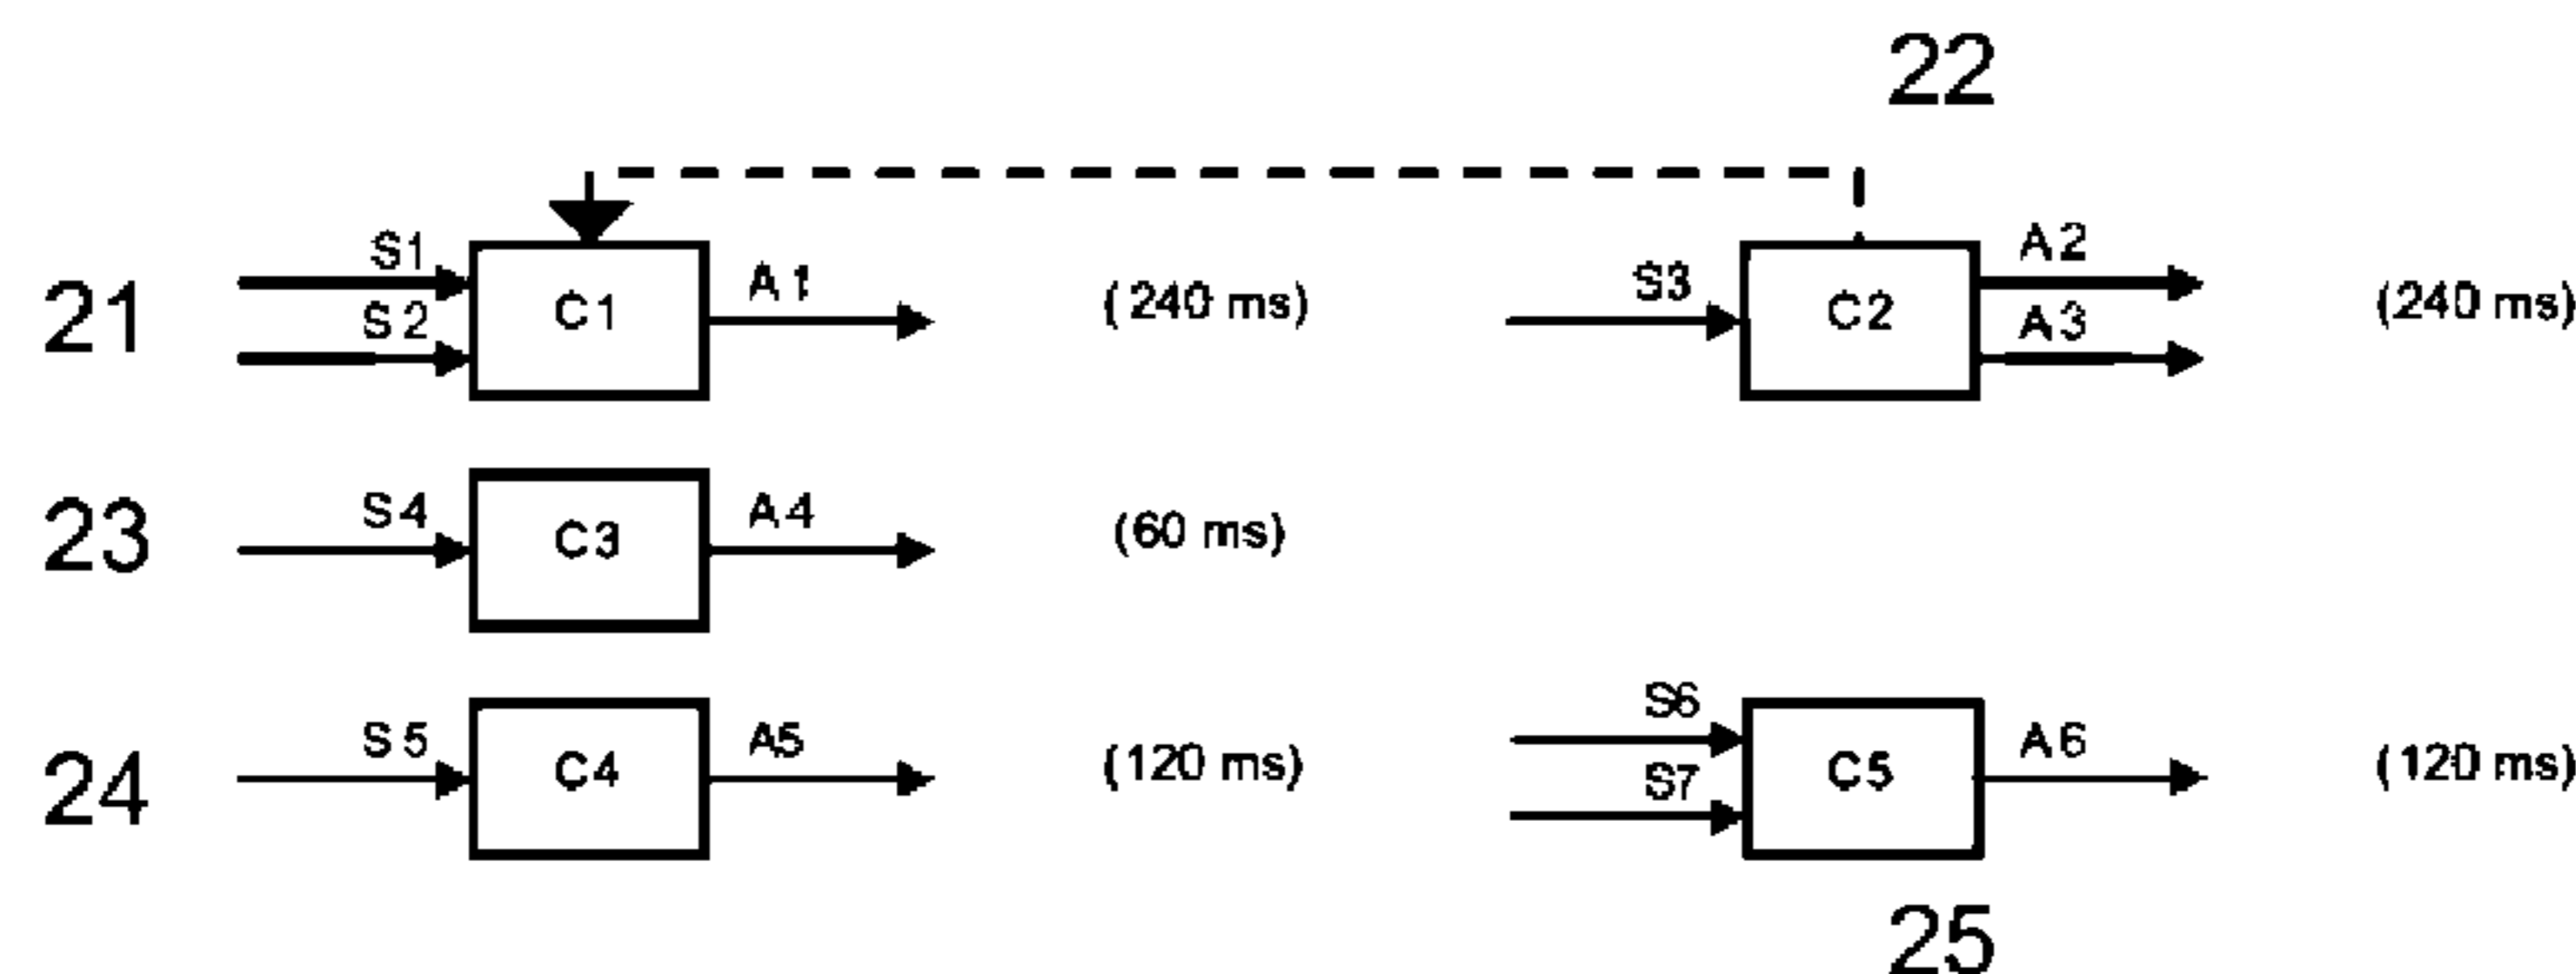 22
21 S1 S2 C1 A1 (240 ms) S3 C2 A2 A3 (240 ms)
23 S4 C3 A4 (60 ms)
24 S5 C4 A5 (120 ms) S6 S7 C5 A6 (120 ms)
25